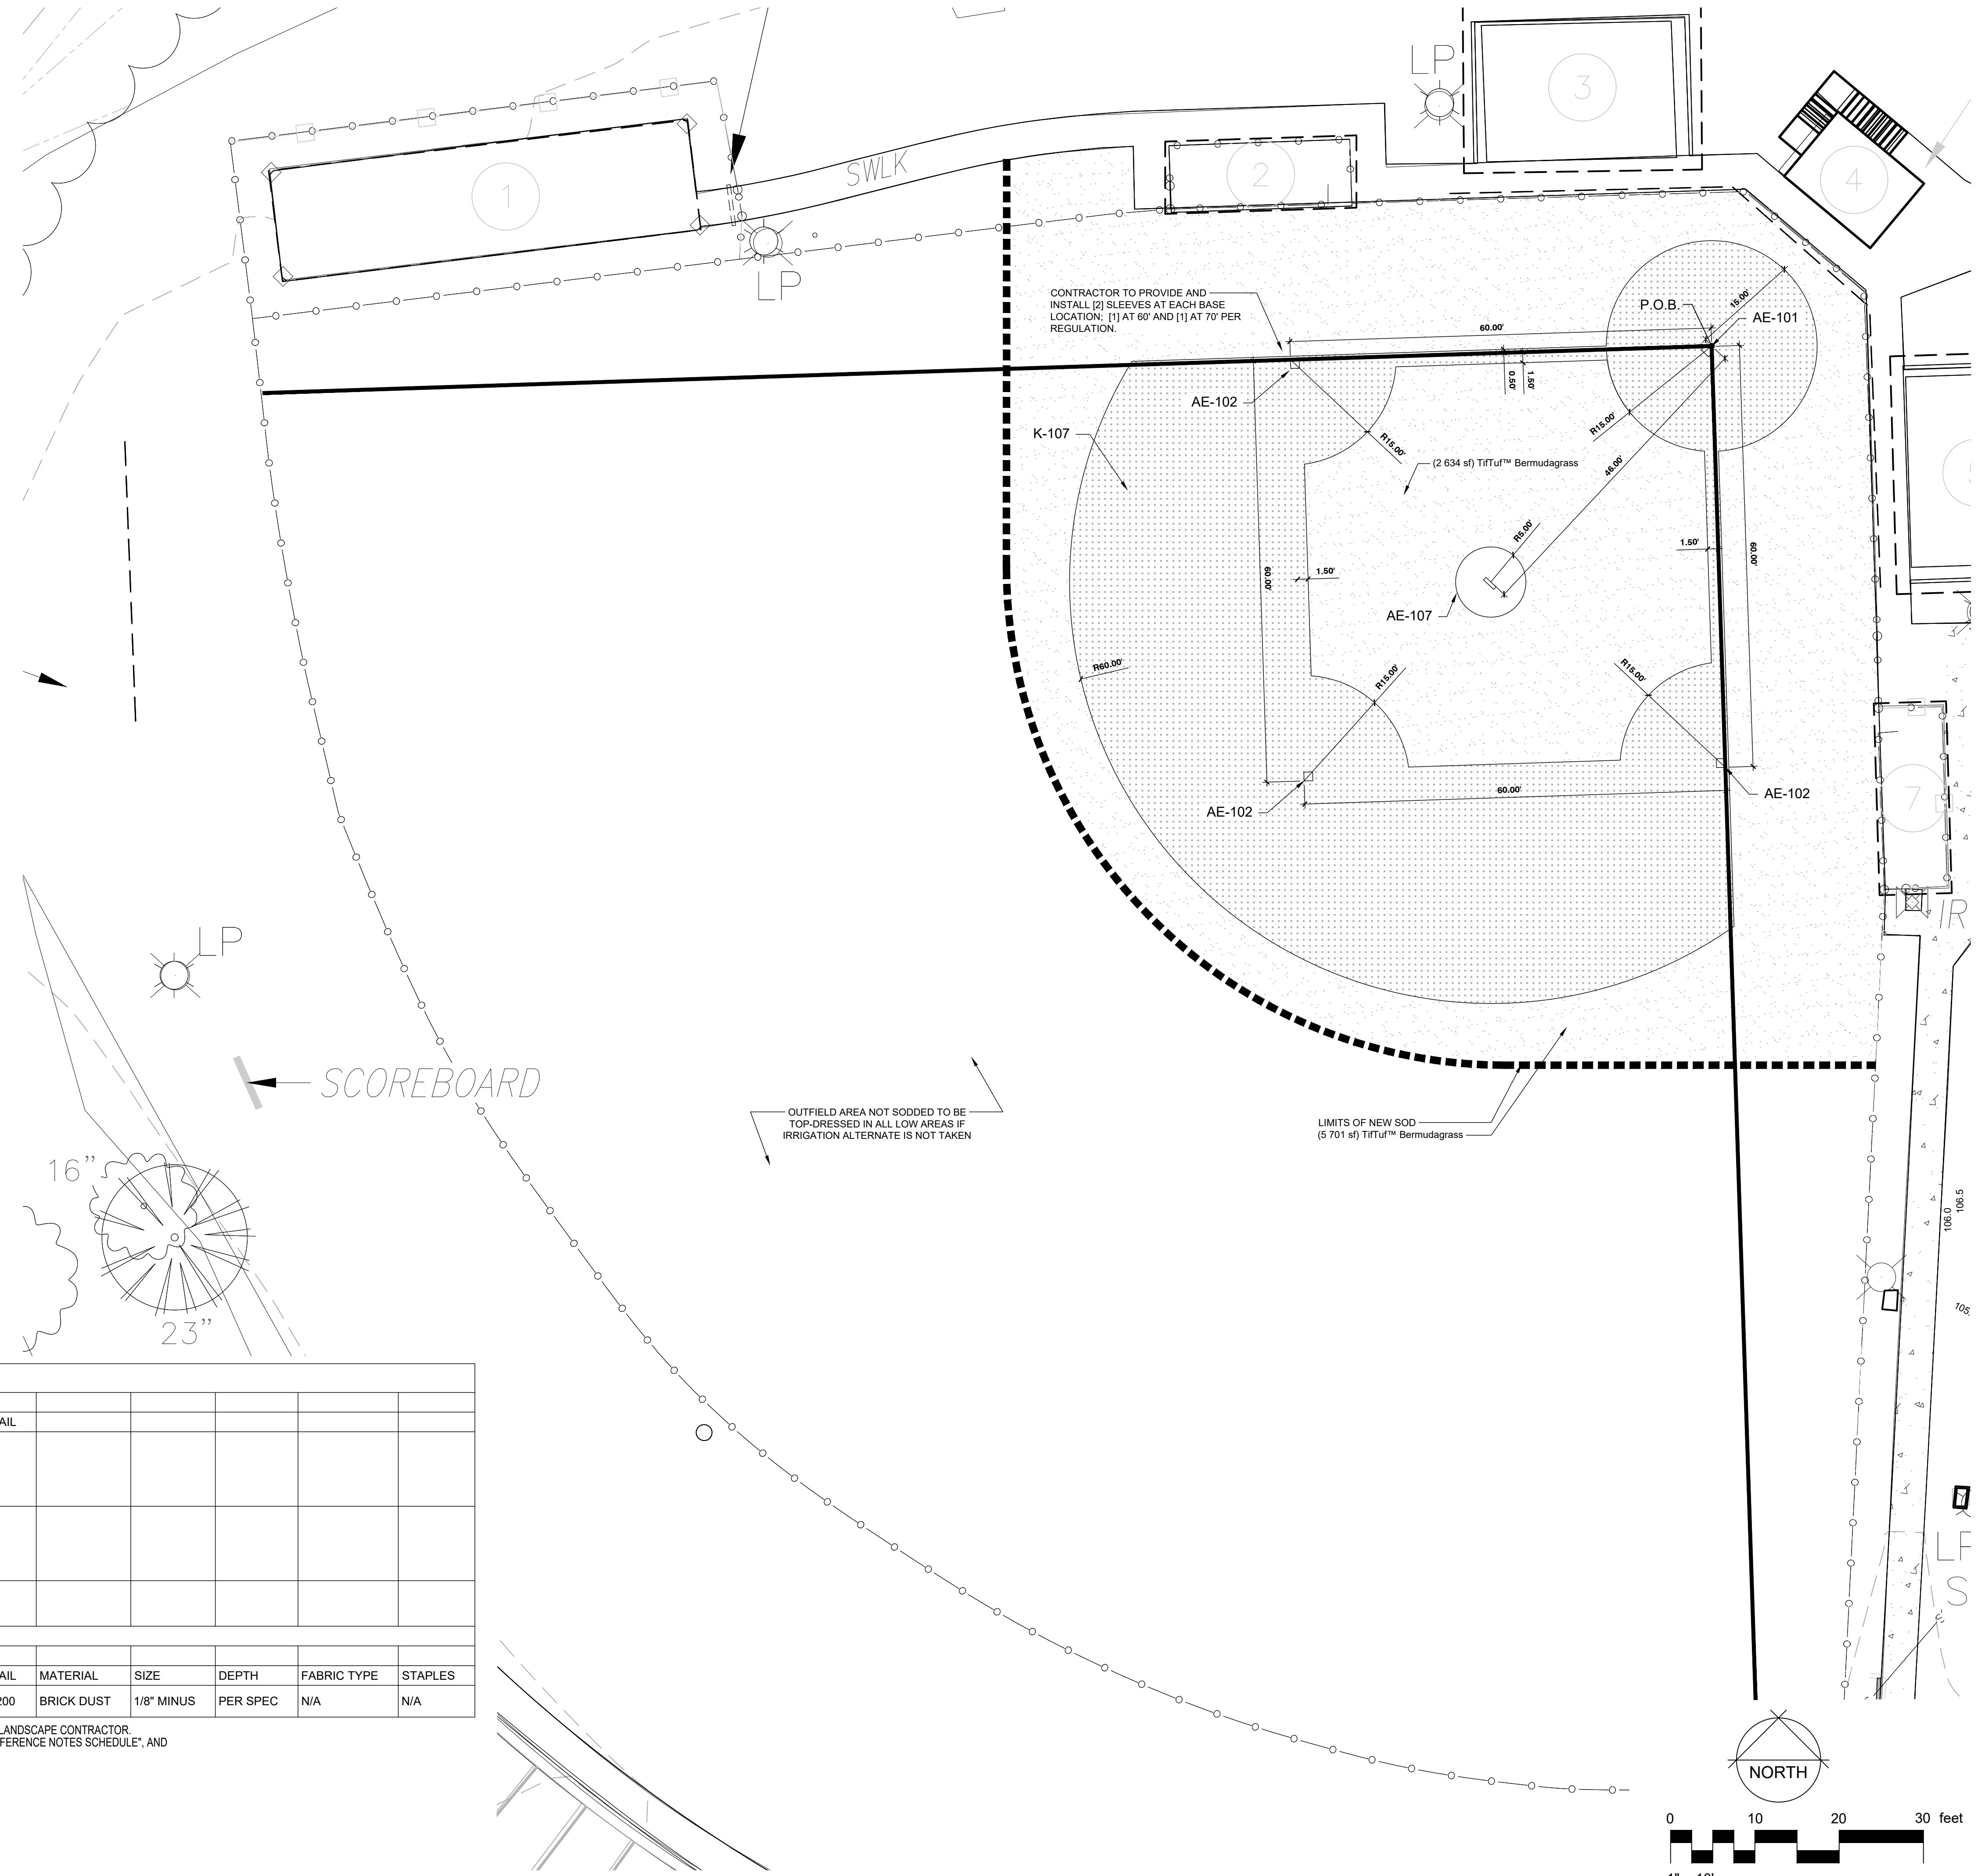 LP
3
1
SWLK
2
4
LP
CONTRACTOR TO PROVIDE AND
INSTALL [2] SLEEVES AT EACH BASE
LOCATION; [1] AT 60' AND [1] AT 70' PER
REGULATION.
P.O.B.
15.00'
AE-101
60.00'
0.50'
1.50'
AE-102
R15.00'
R15.00'
K-107
46.00'
(2 634 sf) TifTuf™ Bermudagrass
R5.00'
1.50'
60.00'
60.00'
1.50'
AE-107
R60.00'
R15.00'
R15.00'
60.00'
AE-102
AE-102
7
IR
LP
SCOREBOARD
OUTFIELD AREA NOT SODDED TO BE
TOP-DRESSED IN ALL LOW AREAS IF
IRRIGATION ALTERNATE IS NOT TAKEN
LIMITS OF NEW SOD
(5 701 sf) TifTuf™ Bermudagrass
16"
23"
106.0
106.5
105.
AIL
AIL MATERIAL SIZE DEPTH FABRIC TYPE STAPLES
200 BRICK DUST 1/8" MINUS PER SPEC N/A N/A
LANDSCAPE CONTRACTOR.
FERENCE NOTES SCHEDULE", AND
NORTH
0 10 20 30 feet